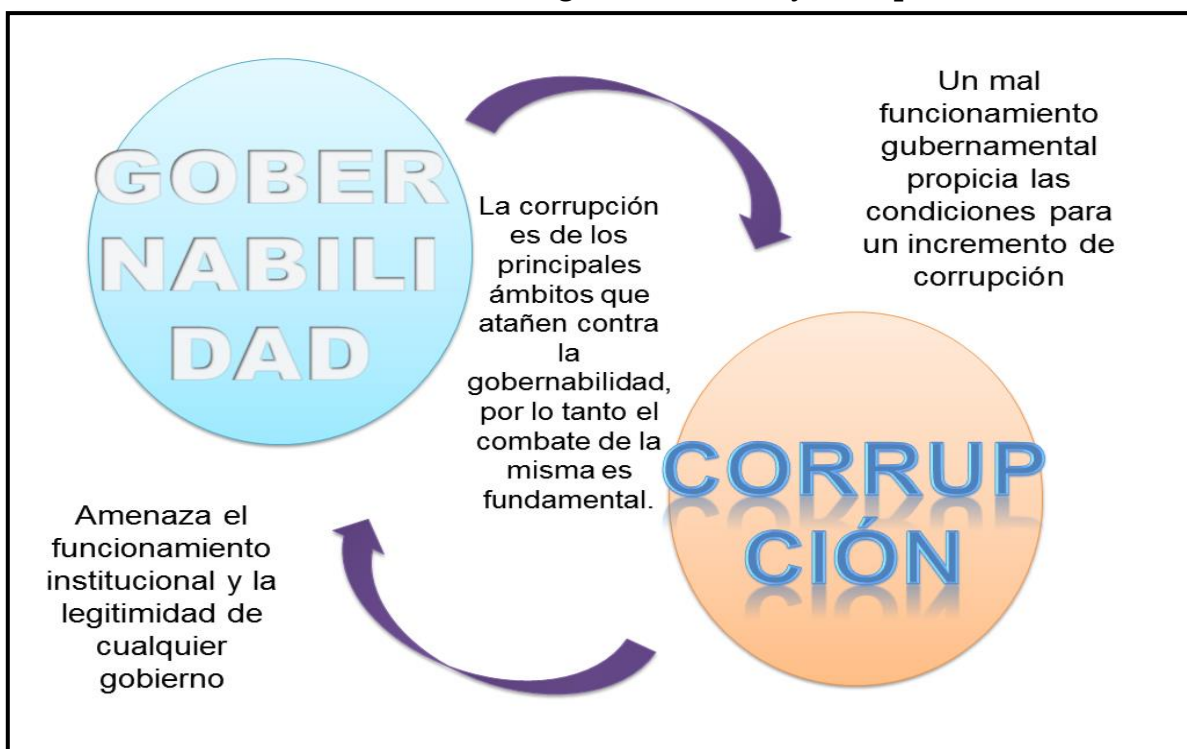 GOBER
NABILI
DAD
La corrupción
es de los
principales
ámbitos que
atañen contra
la
gobernabilidad,
por lo tanto el
combate de la
misma es
fundamental.
Un mal
funcionamiento
gubernamental
propicia las
condiciones para
un incremento de
corrupción
CORRUP
CIÓN
Amenaza el
funcionamiento
institucional y la
legitimidad de
cualquier
gobierno